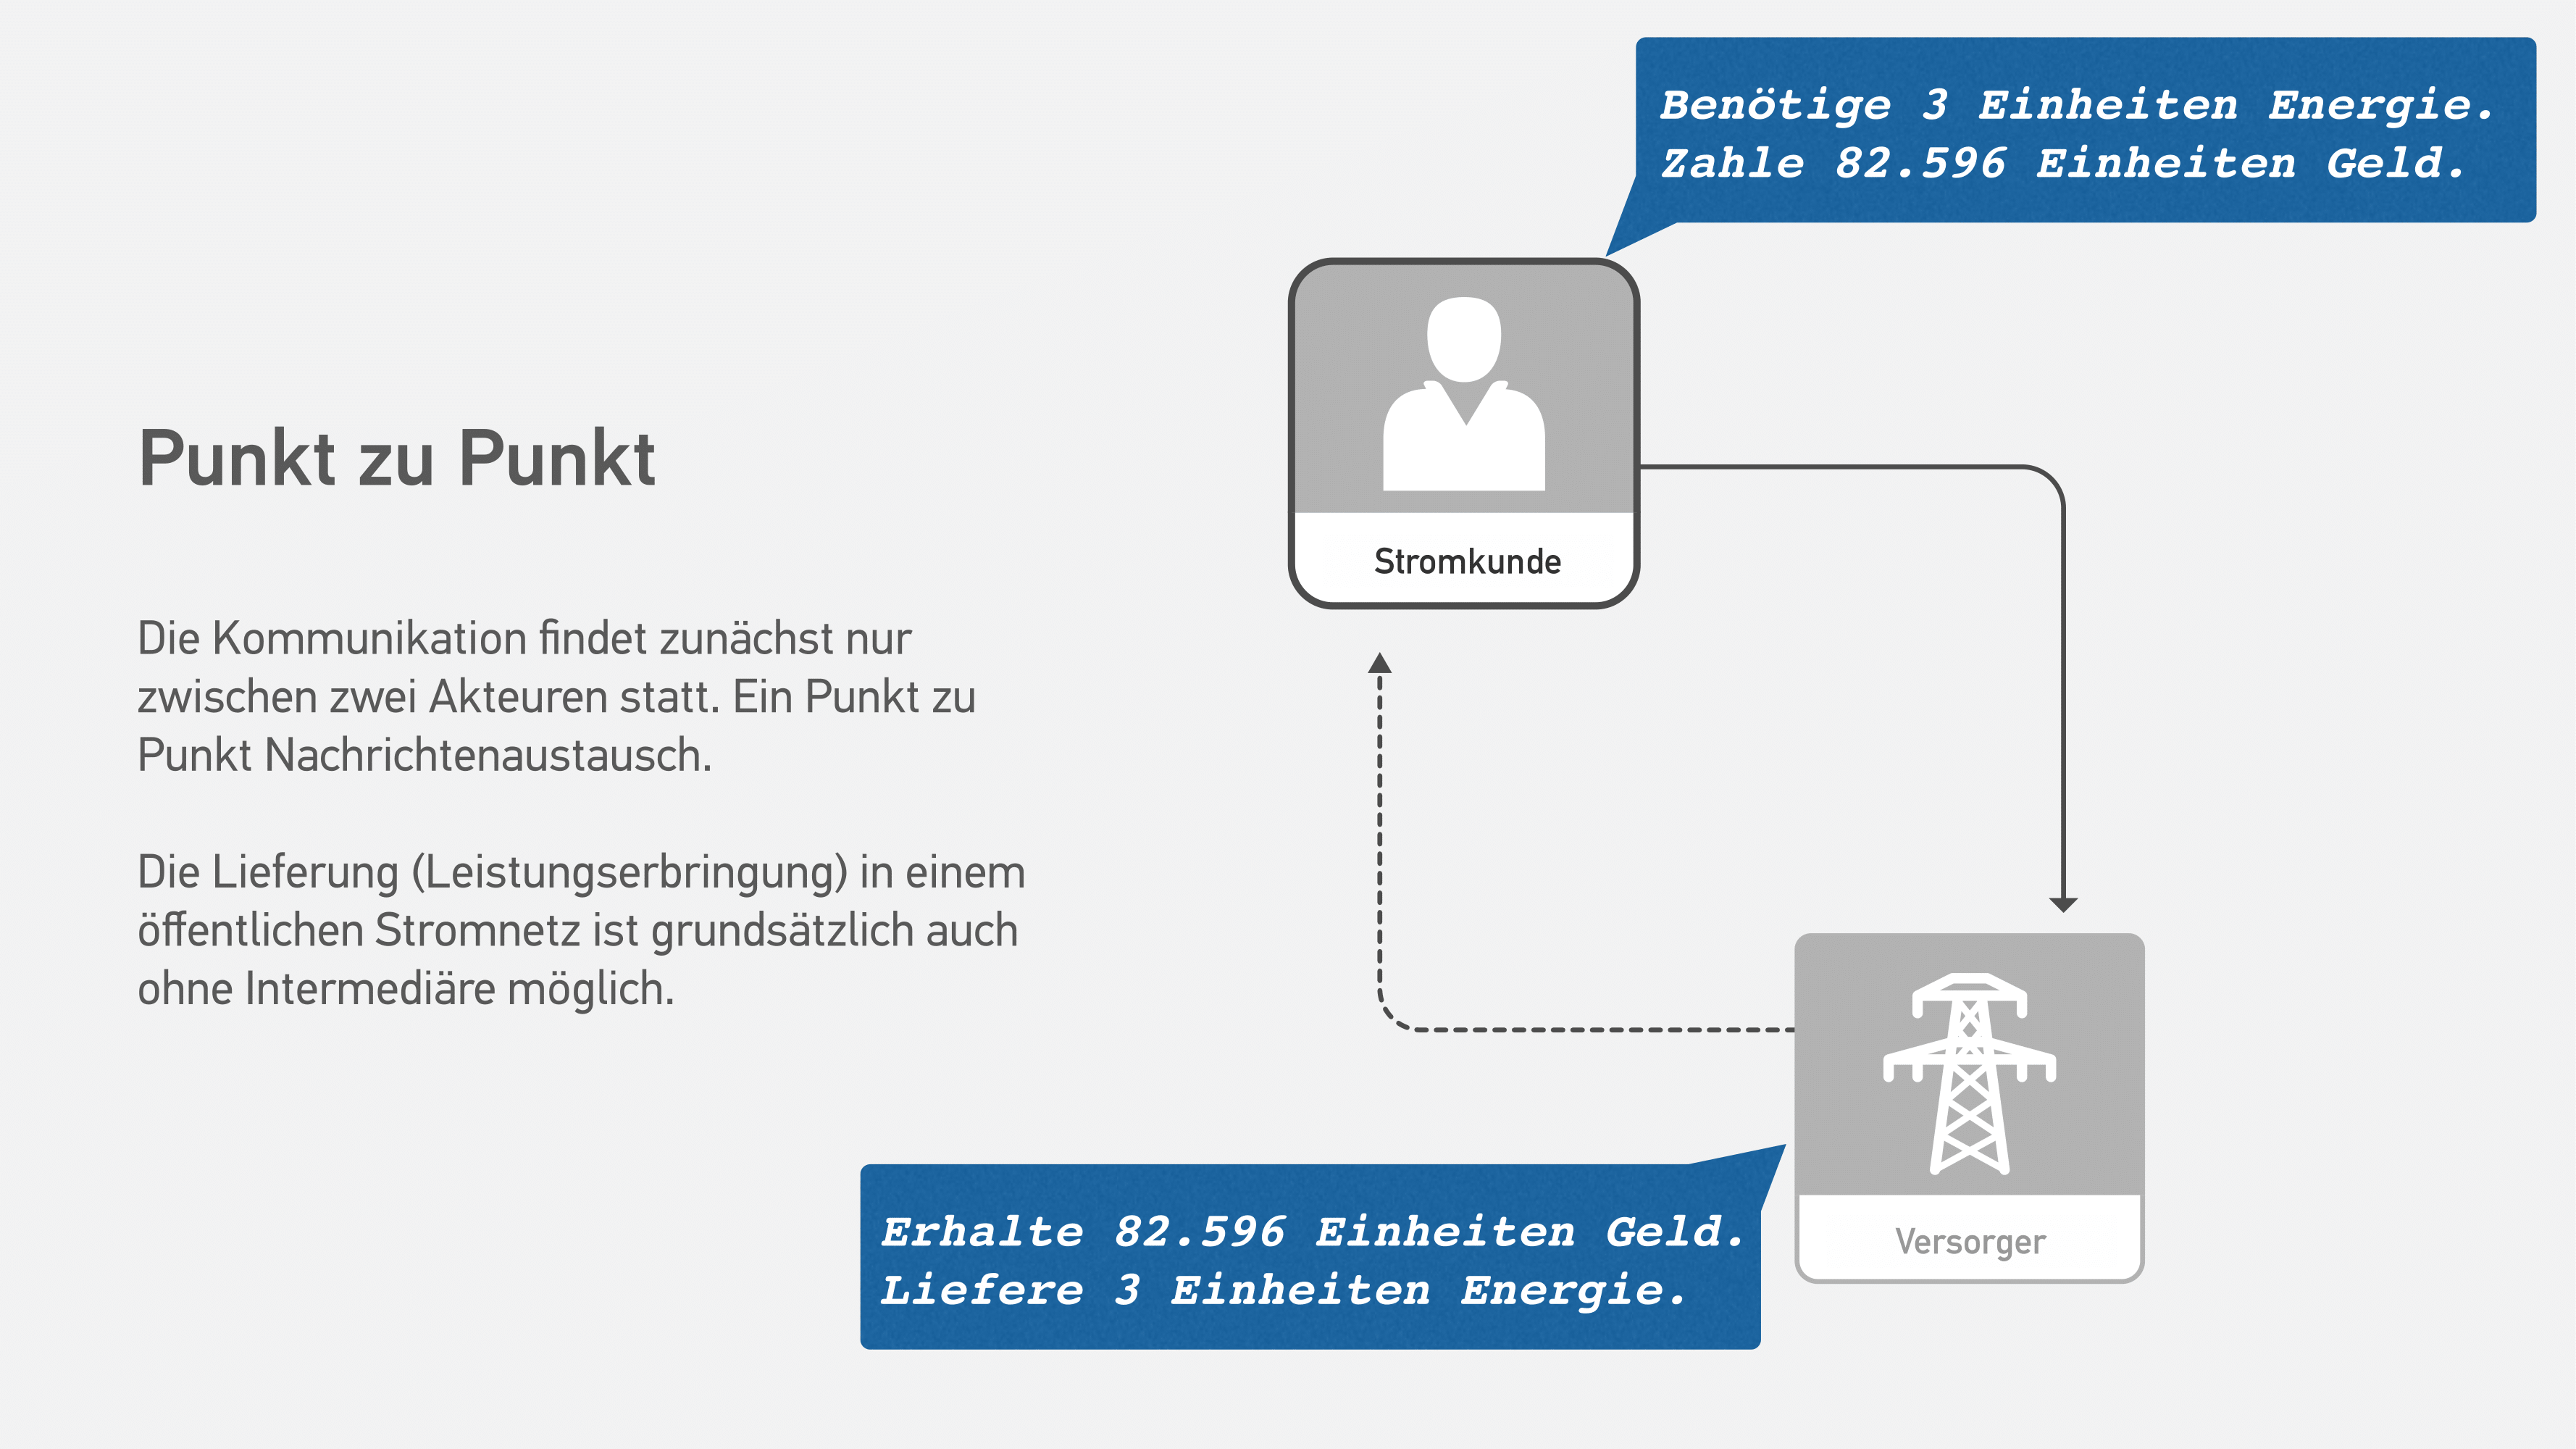 Punkt zu Punkt
Die Kommunikation findet zunächst nur
zwischen zwei Akteuren statt. Ein Punkt zu
Punkt Nachrichtenaustausch.
Die Lieferung (Leistungserbringung) in einem
öffentlichen Stromnetz ist grundsätzlich auch
ohne Intermediäre möglich.
Benötige 3 Einheiten Energie.
Zahle 82.596 Einheiten Geld.
Stromkunde
Erhalte 82.596 Einheiten Geld.
Liefere 3 Einheiten Energie.
Versorger